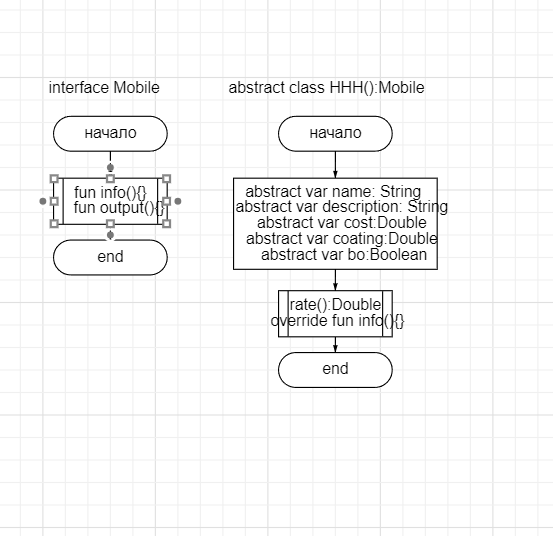 interface Mobile
начало
fun info(){}
fun output(){}
end
abstract class HHH():Mobile
начало
abstract var name: String
abstract var description: String
abstract var cost:Double
abstract var coating:Double
abstract var bo:Boolean
rate():Double
override fun info(){}
end